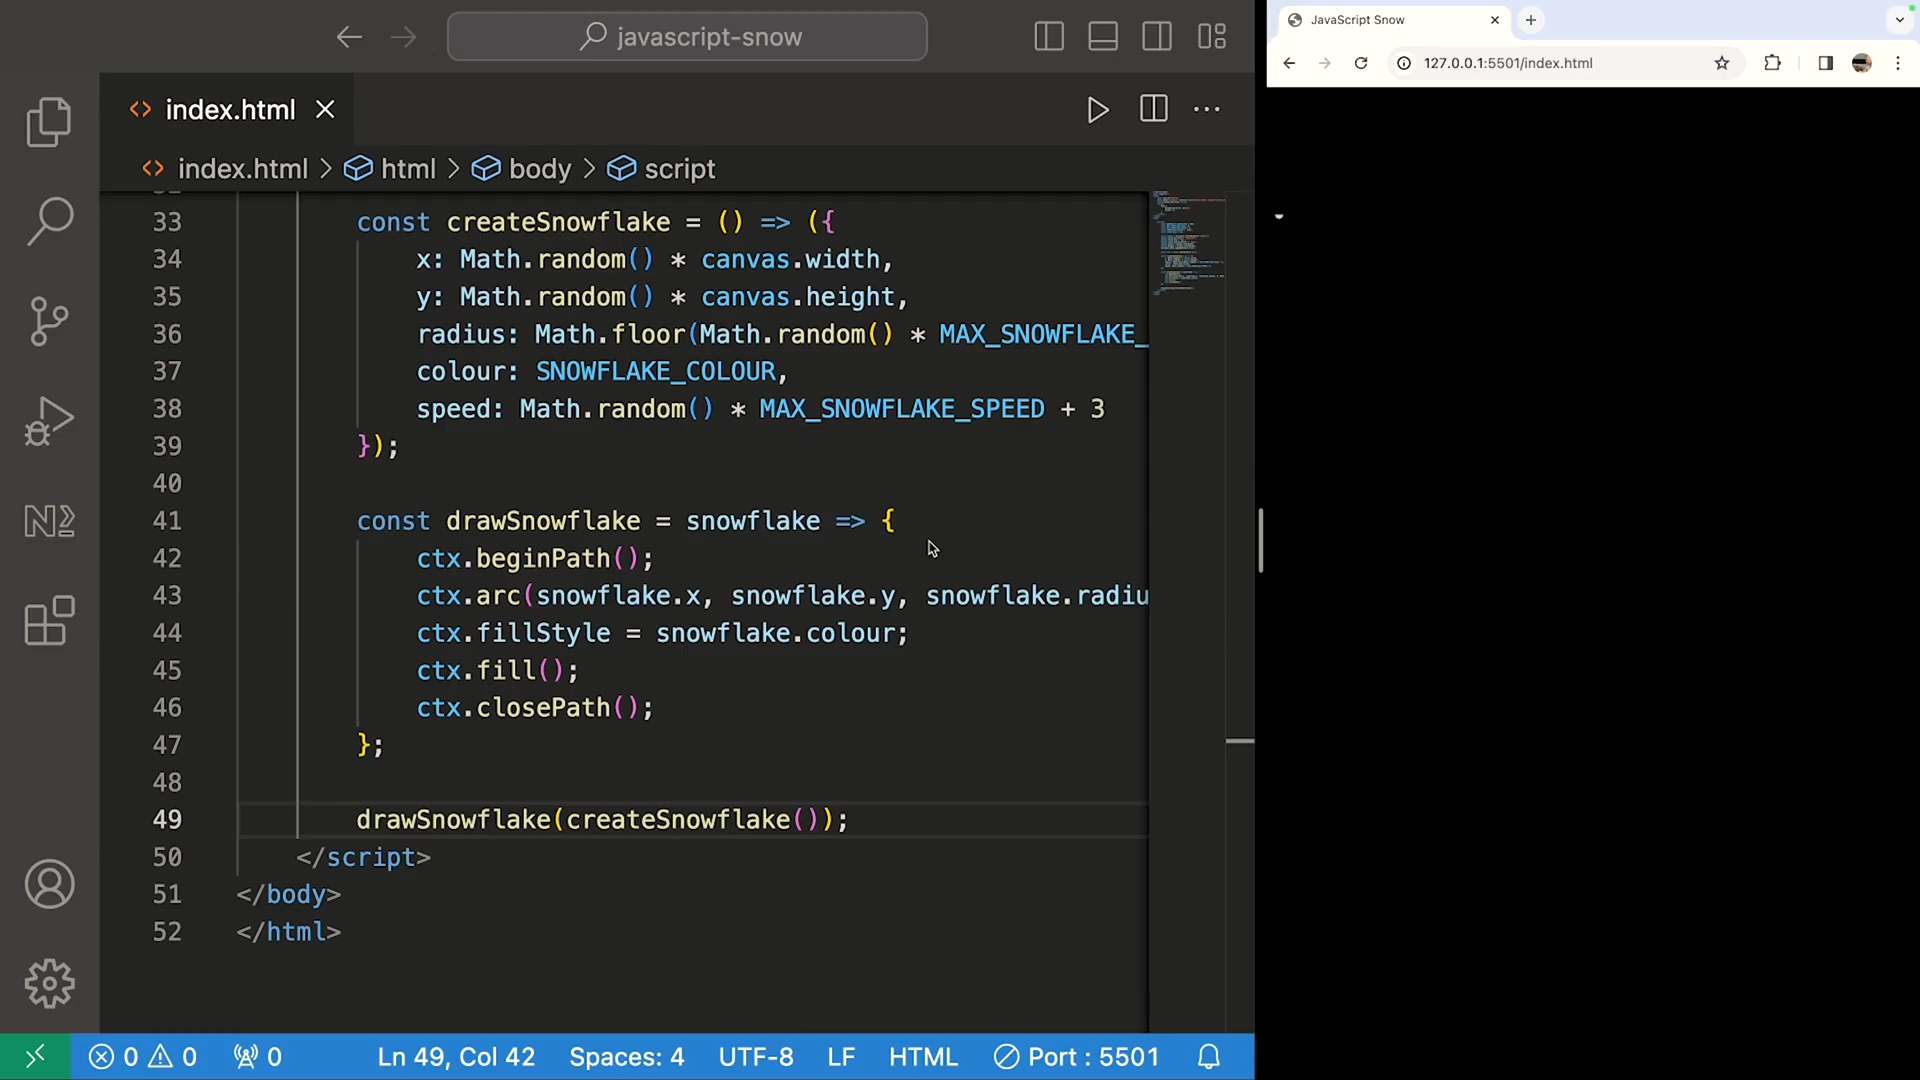 javascript-snow
index.html
index.html > html > body > script
33 const createSnowflake = () => ({
34 x: Math.random() * canvas.width,
35 y: Math.random() * canvas.height,
36 radius: Math.floor(Math.random() * MAX_SNOWFLAKE_
37 colour: SNOWFLAKE_COLOUR,
38 speed: Math.random() * MAX_SNOWFLAKE_SPEED + 3
39 });
40
41 const drawSnowflake = snowflake => {
42 ctx.beginPath();
43 ctx.arc(snowflake.x, snowflake.y, snowflake.radiu
44 ctx.fillStyle = snowflake.colour;
45 ctx.fill();
46 ctx.closePath();
47 };
48
49 drawSnowflake(createSnowflake());
50 </script>
51 </body>
52 </html>
0 0 0 Ln 49, Col 42 Spaces: 4 UTF-8 LF HTML Port : 5501
JavaScript Snow
127.0.0.1:5501/index.html